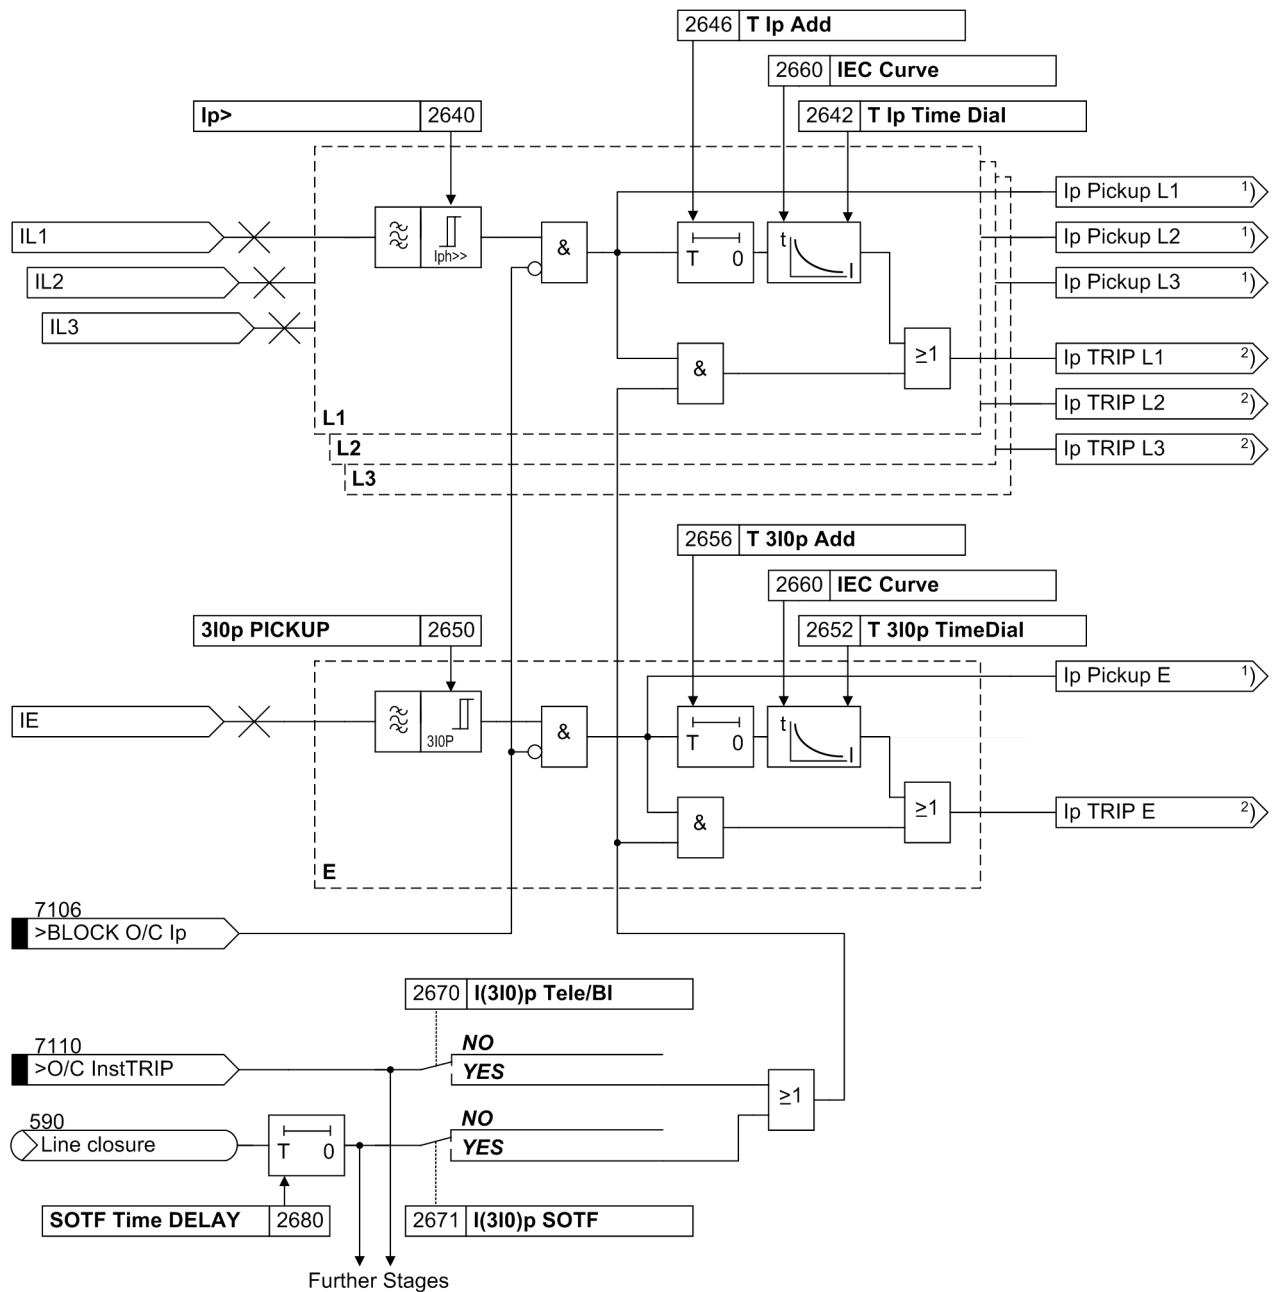 2646 T Ip Add
2660 IEC Curve
Ip> 2640
2642 T Ip Time Dial
Ip Pickup L1 1)
IL1
Iph>>
&
T 0
t I
Ip Pickup L2 1)
IL2
Ip Pickup L3 1)
IL3
&
≥1
Ip TRIP L1 2)
Ip TRIP L2 2)
L1
L2
Ip TRIP L3 2)
L3
2656 T 3I0p Add
2660 IEC Curve
3I0p PICKUP 2650
2652 T 3I0p TimeDial
Ip Pickup E 1)
IE
3I0P
&
T 0
t I
&
≥1
Ip TRIP E 2)
E
7106
>BLOCK O/C Ip
2670 I(3I0)p Tele/BI
7110
>O/C InstTRIP
NO
YES
≥1
590
Line closure
T 0
NO
YES
SOTF Time DELAY 2680
2671 I(3I0)p SOTF
Further Stages